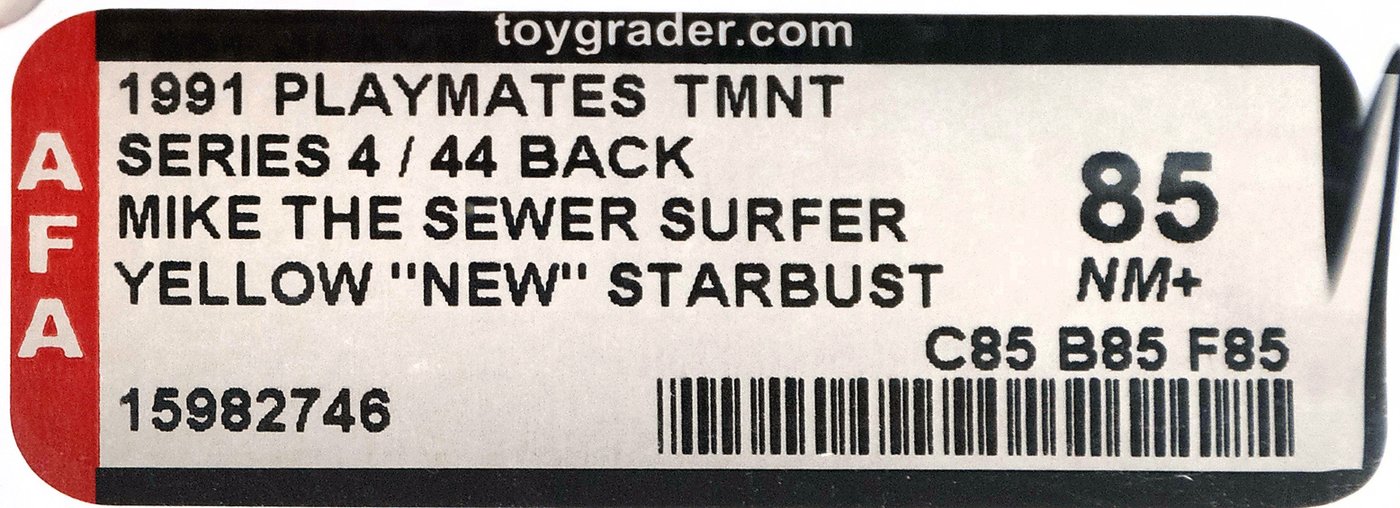 toygrader.com
AFA
1991 PLAYMATES TMNT
SERIES 4 / 44 BACK
MIKE THE SEWER SURFER
YELLOW "NEW" STARBUST
85
NM+
C85 B85 F85
15982746